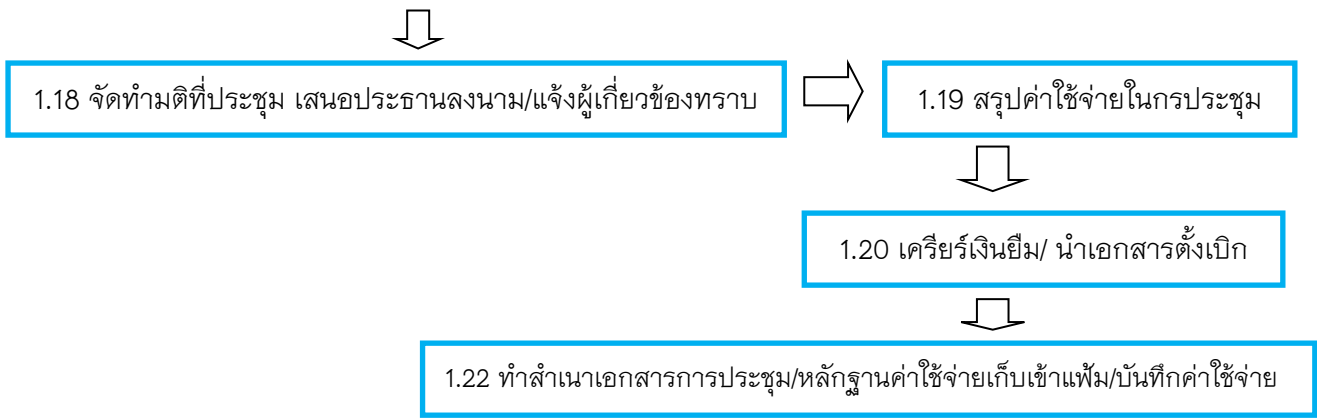 1.18 จัดทำมติที่ประชุม เสนอประธานลงนาม/แจ้งผู้เกี่ยวข้องทราบ
1.19 สรุปค่าใช้จ่ายในกรประชุม
1.20 เครียร์เงินยืม/ นำเอกสารตั้งเบิก
1.22 ทำสำเนาเอกสารการประชุม/หลักฐานค่าใช้จ่ายเก็บเข้าแฟ้ม/บันทึกค่าใช้จ่าย